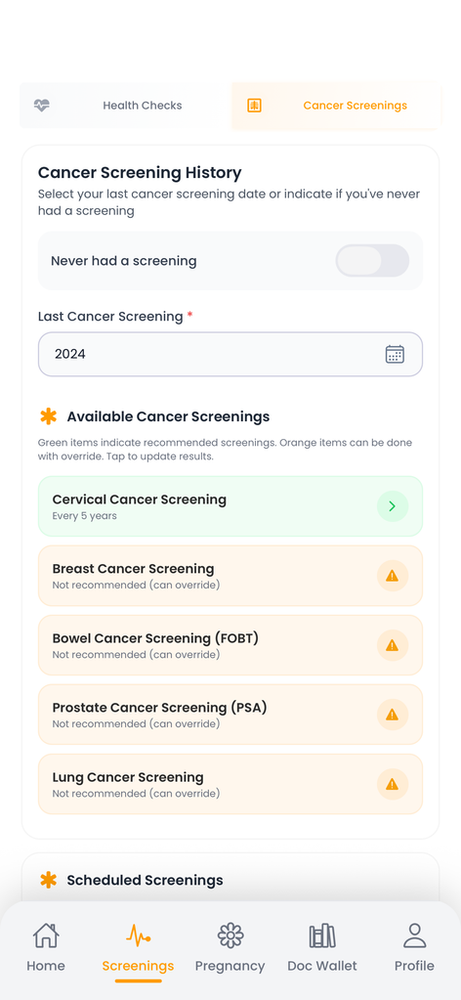 Health Checks
Cancer Screenings
Cancer Screening History
Select your last cancer screening date or indicate if you've never
had a screening
Never had a screening
Last Cancer Screening *
2024
Available Cancer Screenings
Green items indicate recommended screenings. Orange items can be done
with override. Tap to update results.
Cervical Cancer Screening
Every 5 years
Breast Cancer Screening
Not recommended (can override)
Bowel Cancer Screening (FOBT)
Not recommended (can override)
Prostate Cancer Screening (PSA)
Not recommended (can override)
Lung Cancer Screening
Not recommended (can override)
Scheduled Screenings
Home
Screenings
Pregnancy
Doc Wallet
Profile